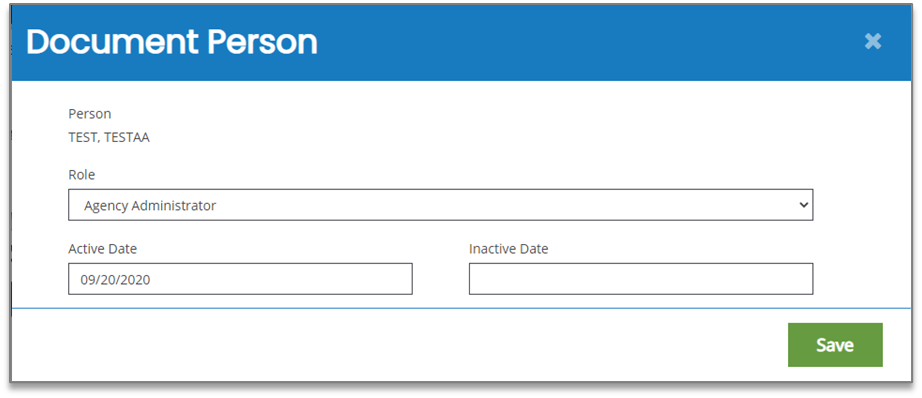 Document Person
Person
TEST, TESTAA
Role
Agency Administrator
Active Date
Inactive Date
09/20/2020
Save